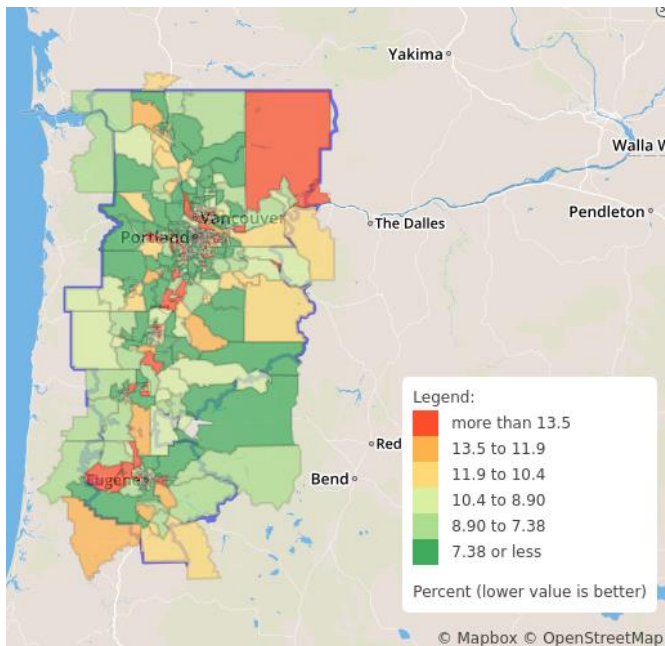 Yakima
Walla W
Vancouver
Pendleton
Portland
The Dalles
Legend:
more than 13.5
13.5 to 11.9
11.9 to 10.4
10.4 to 8.90
8.90 to 7.38
7.38 or less
Percent (lower value is better)
Red
Bend
Eugene
© Mapbox © OpenStreetMap